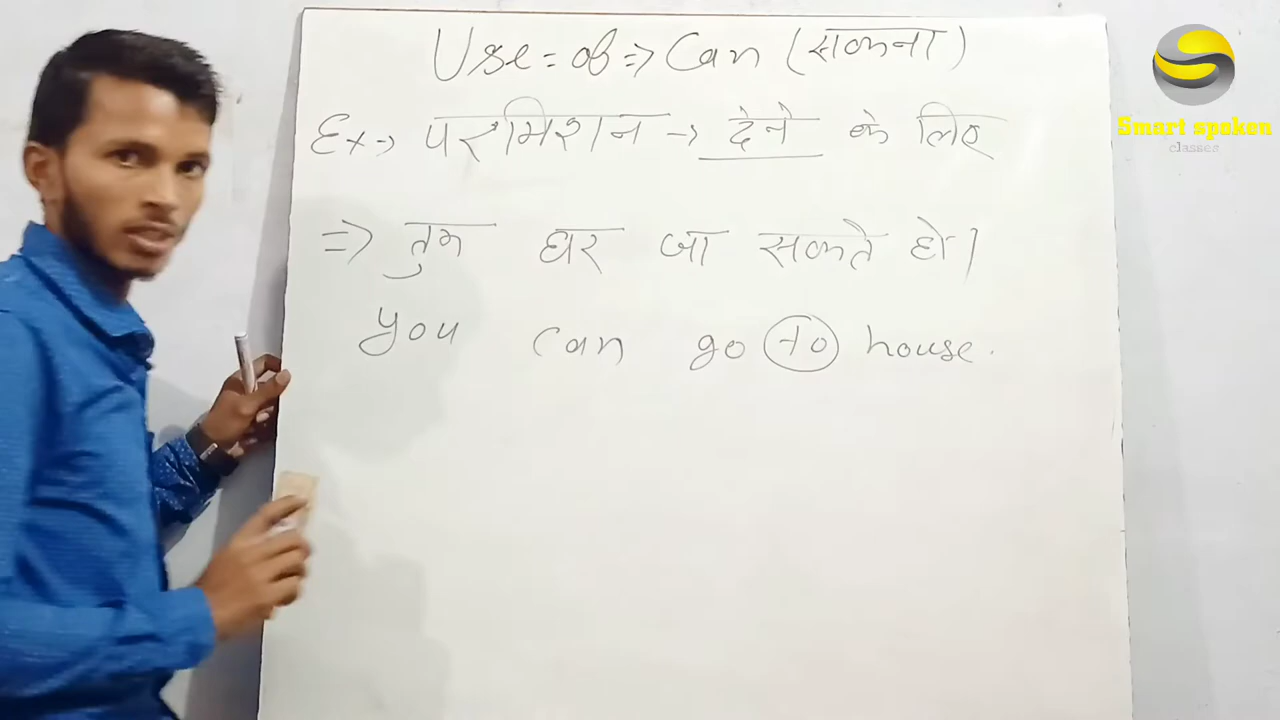 Use = of => Can (सकना)
Ex -> परमिशन -> देने के लिए
=> तुम घर जा सकते हो।
you can go to house.
Smart spoken
classes